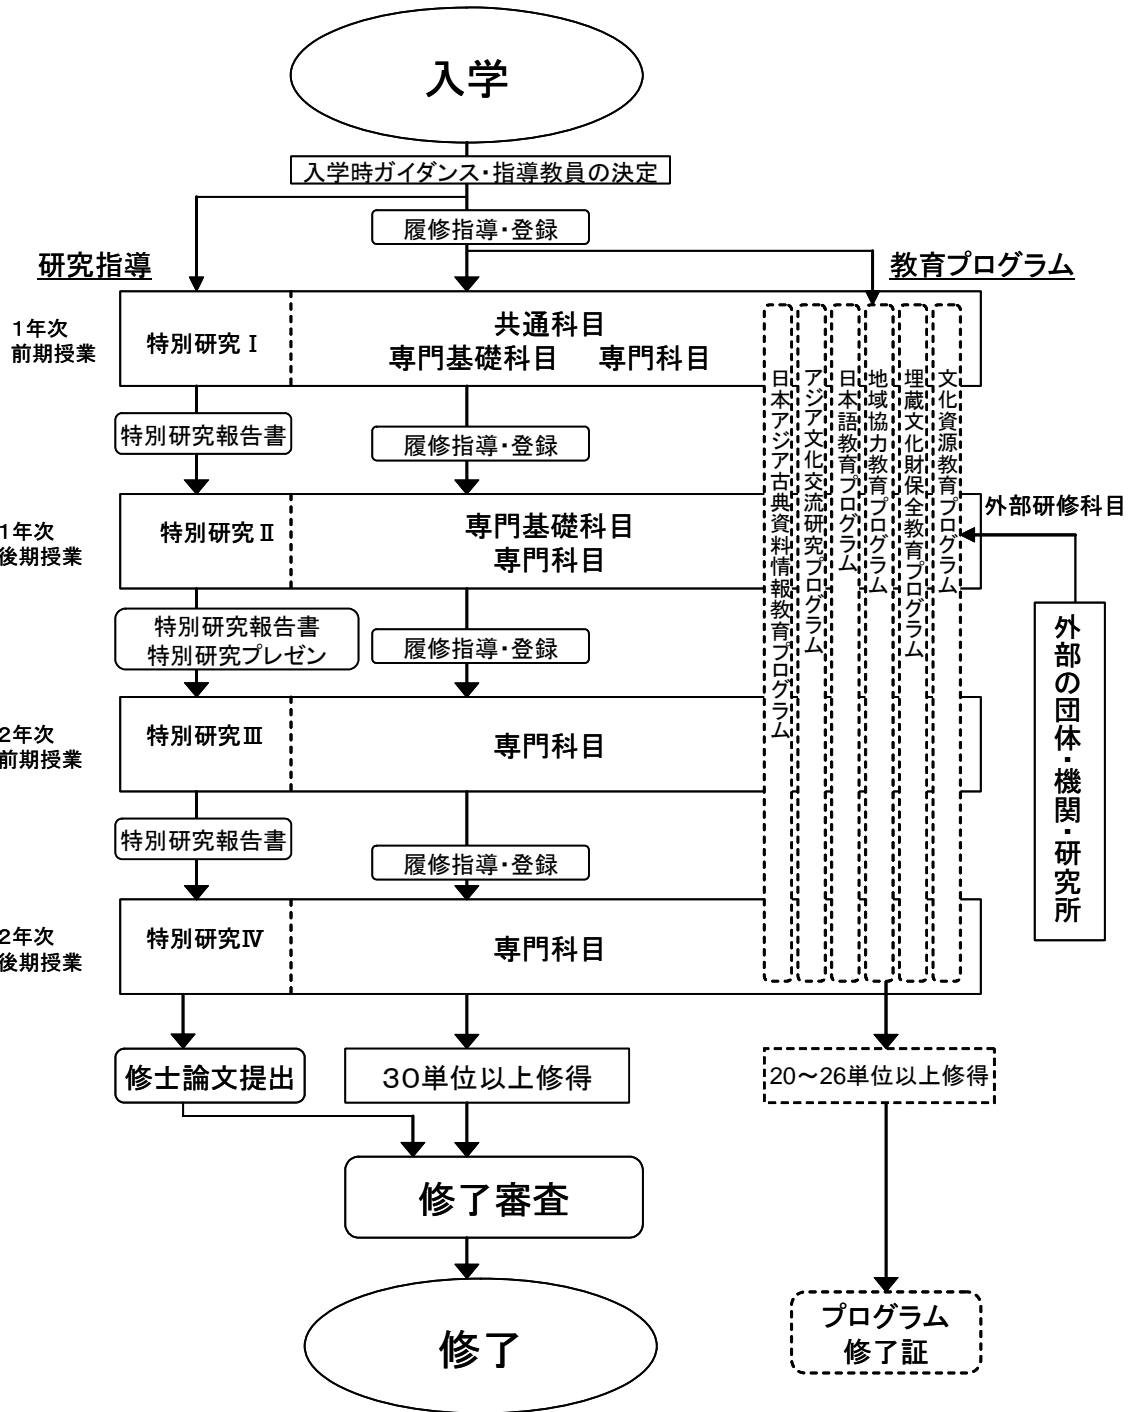 入学
入学時ガイダンス・指導教員の決定
履修指導・登録
研究指導
教育プログラム
1年次
前期授業
特別研究Ⅰ
共通科目
専門基礎科目　専門科目
日本アジア古典資料情報教育プログラム
アジア文化交流研究プログラム
日本語教育プログラム
地域協力教育プログラム
埋蔵文化財保全教育プログラム
文化資源教育プログラム
特別研究報告書
履修指導・登録
外部研修科目
1年次
後期授業
特別研究Ⅱ
専門基礎科目
専門科目
外部の団体・機関・研究所
特別研究報告書
特別研究プレゼン
履修指導・登録
2年次
前期授業
特別研究Ⅲ
専門科目
特別研究報告書
履修指導・登録
2年次
後期授業
特別研究Ⅳ
専門科目
修士論文提出
30単位以上修得
20～26単位以上修得
修了審査
修了
プログラム
修了証